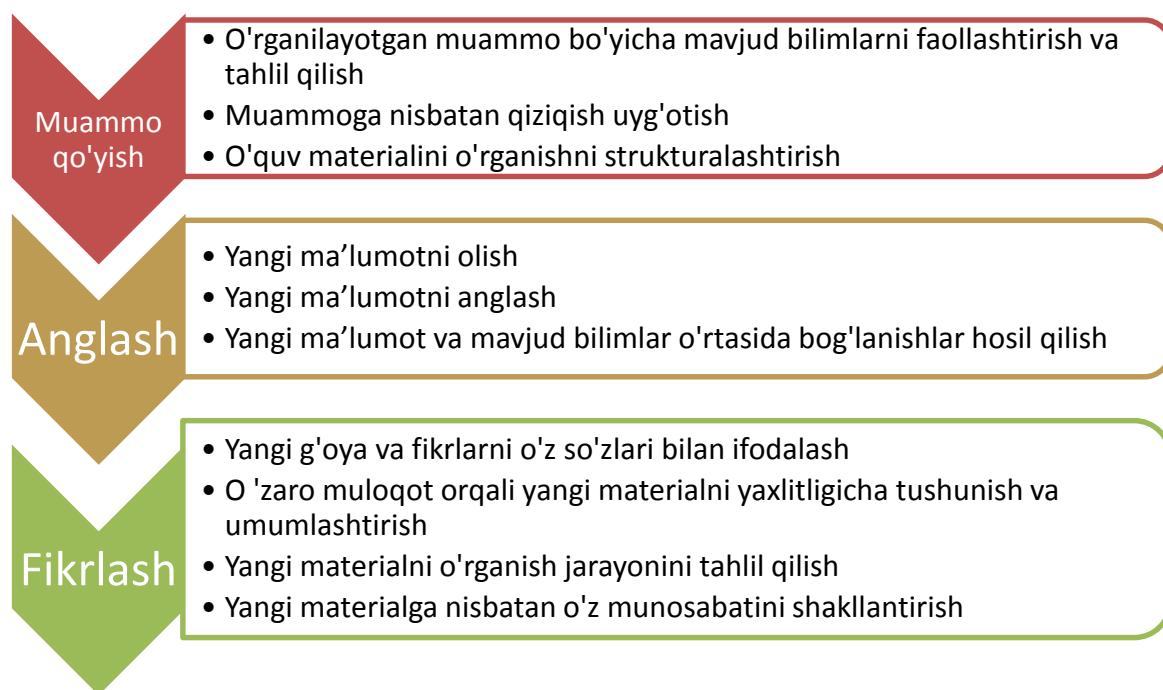 Muammo
qo'yish
• O'rganilayotgan muammo bo'yicha mavjud bilimlarni faollashtirish va
tahlil qilish
• Muammoga nisbatan qiziqish uyg'otish
• O'quv materialini o'rganishni strukturalashtirish
Anglash
• Yangi ma’lumotni olish
• Yangi ma’lumotni anglash
• Yangi ma’lumot va mavjud bilimlar o'rtasida bog'lanishlar hosil qilish
Fikrlash
• Yangi g'oya va fikrlarni o'z so'zlari bilan ifodalash
• O 'zaro muloqot orqali yangi materialni yaxlitligicha tushunish va
umumlashtirish
• Yangi materialni o'rganish jarayonini tahlil qilish
• Yangi materialga nisbatan o'z munosabatini shakllantirish